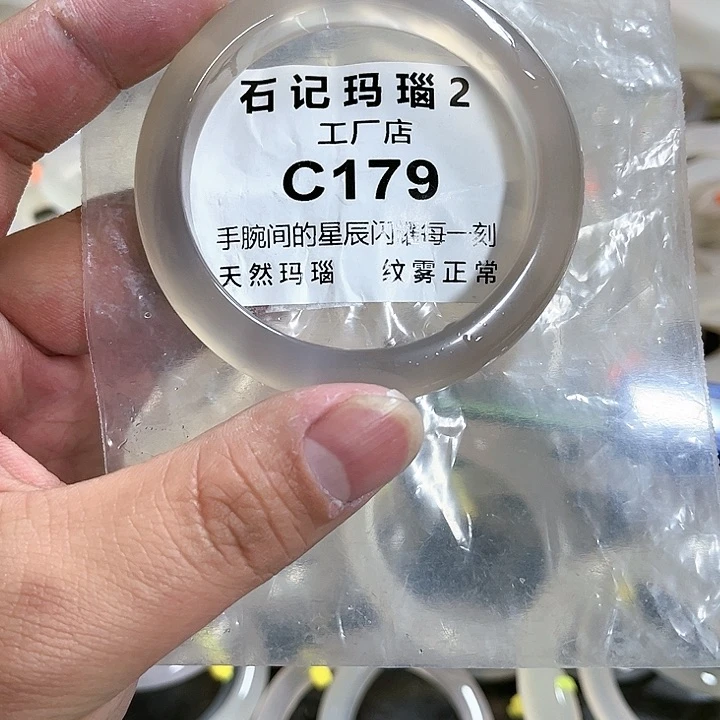 石记玛瑙2
工厂店
C179
手腕间的星辰闪耀每一刻
天然玛瑙 纹雾正常